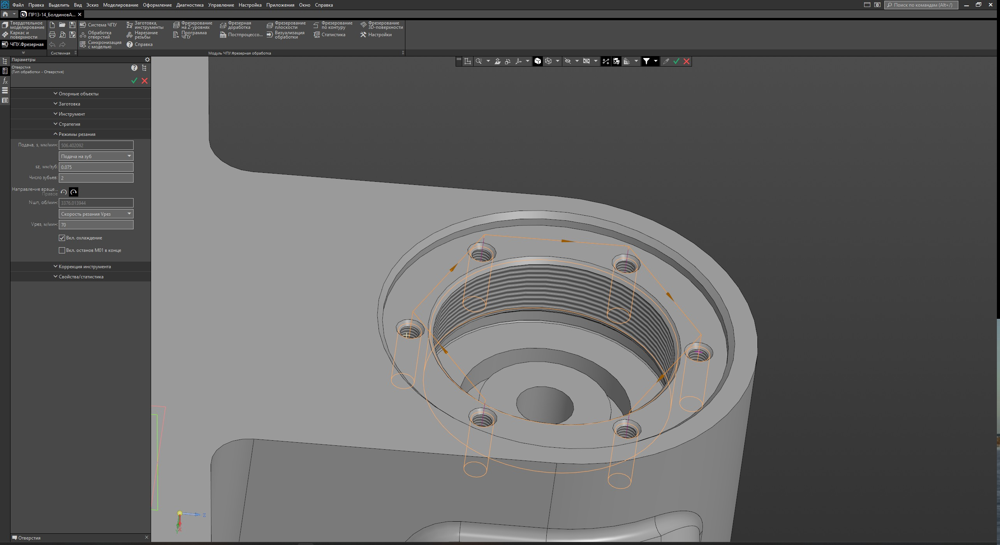 Файл Правка Выделить Вид Эскиз Моделирование Оформление Диагностика Управление Настройка Приложения Окно Справка
Поиск по командам (Alt+/)
ПР13-14_БолдиновА...
Твердотельное моделирование
Каркас и поверхности
ЧПУ.Фрезерная
Системная
Система ЧПУ
Обработка отверстий
Синхронизация с моделью
Заготовка, инструменты
Нарезание резьбы
Справка
Фрезерование на Z-уровнях
Программа ЧПУ
Фрезерная доработка
Постпроцессо...
Фрезерование плоскости
Визуализация обработки
Фрезерование по контуру
Статистика
Фрезерование 3D-поверхности
Настройки
Модуль ЧПУ.Фрезерная обработка
Параметры
Отверстия
(Тип обработки - Отверстия)
Опорные объекты
Заготовка
Инструмент
Стратегия
Режимы резания
Подача, s, мм/мин: 506.402092
Подача на зуб
sz, мм/зуб: 0.075
Число зубьев: 2
Направление враще...
Правое
Nшп, об/мин: 3376.013944
Скорость резания Vрез
Vрез, м/мин: 70
Вкл. охлаждение
Вкл. останов M01 в конце
Коррекция инструмента
Свойства/статистика
Z
Y X
Отверстия